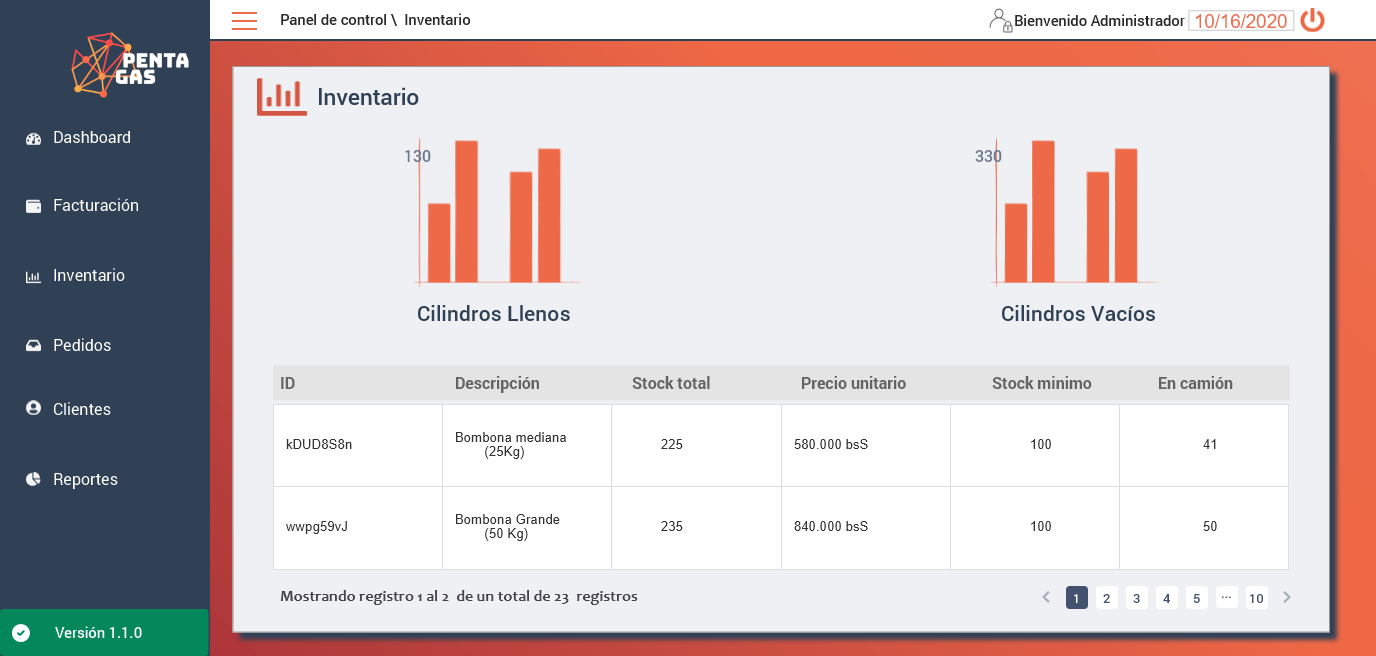 Panel de control \ Inventario
Bienvenido Administrador 10/16/2020
PENTA
GAS
Dashboard
Facturación
Inventario
Pedidos
Clientes
Reportes
Versión 1.1.0
Inventario
130
Cilindros Llenos
330
Cilindros Vacíos
ID Descripción Stock total Precio unitario Stock minimo En camión
kDUD8S8n Bombona mediana (25Kg) 225 580.000 bsS 100 41
wwpg59vJ Bombona Grande (50 Kg) 235 840.000 bsS 100 50
Mostrando registro 1 al 2 de un total de 23 registros
1 2 3 4 5 ... 10